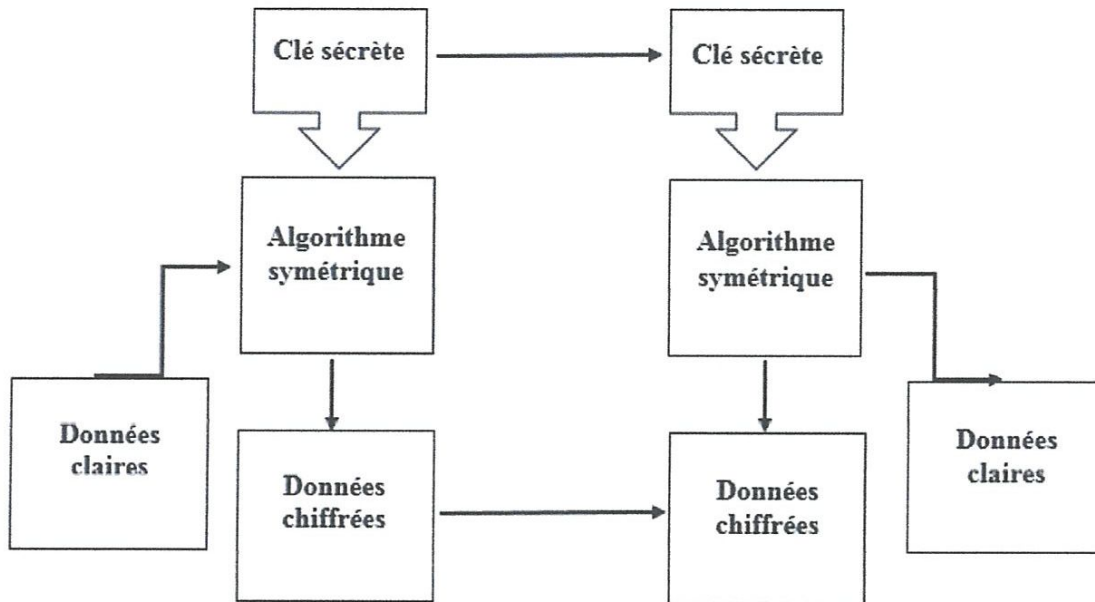 Clé sécrète
Clé sécrète
Algorithme
symétrique
Algorithme
symétrique
Données
claires
Données
chiffrées
Données
chiffrées
Données
claires